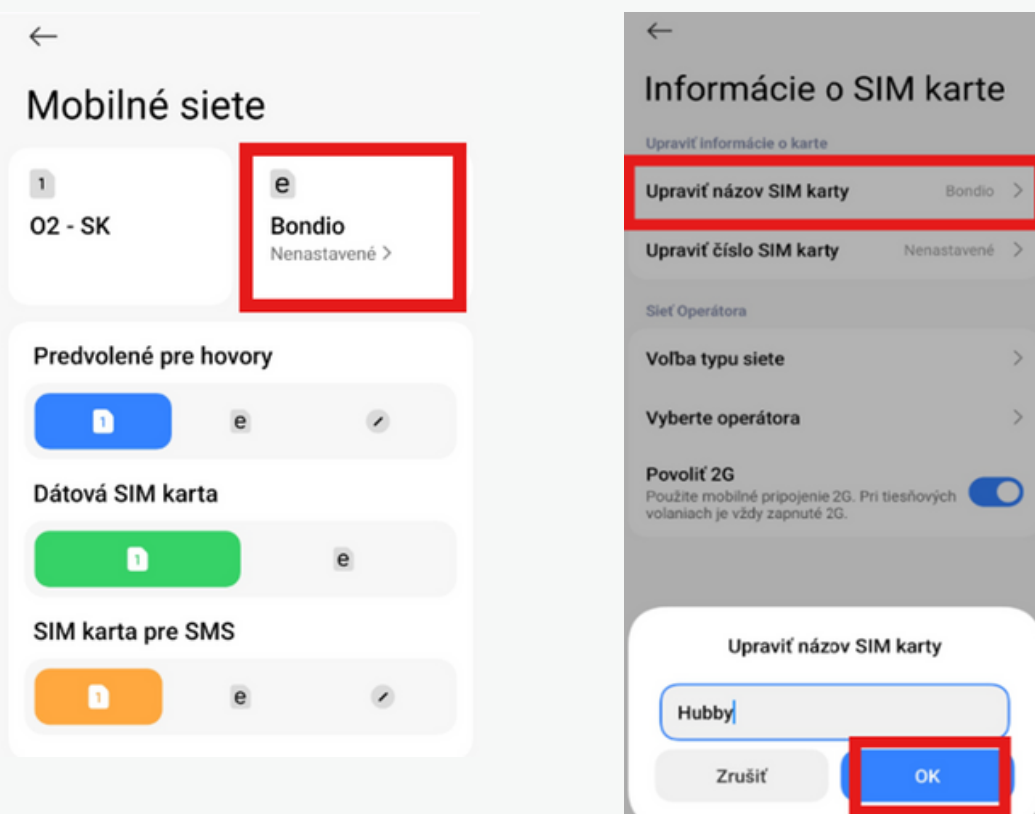 Mobilné siete
1
O2 - SK
e
Bondio
Nenastavené >
Predvolené pre hovory
1 e
Dátová SIM karta
1 e
SIM karta pre SMS
1 e
Informácie o SIM karte
Upraviť informácie o karte
Upraviť názov SIM karty Bondio >
Upraviť číslo SIM karty Nenastavené >
Sieť Operátora
Voľba typu siete >
Vyberte operátora >
Povoliť 2G
Použite mobilné pripojenie 2G. Pri tiesňových
volaniach je vždy zapnuté 2G.
Upraviť názov SIM karty
Hubby
Zrušiť OK